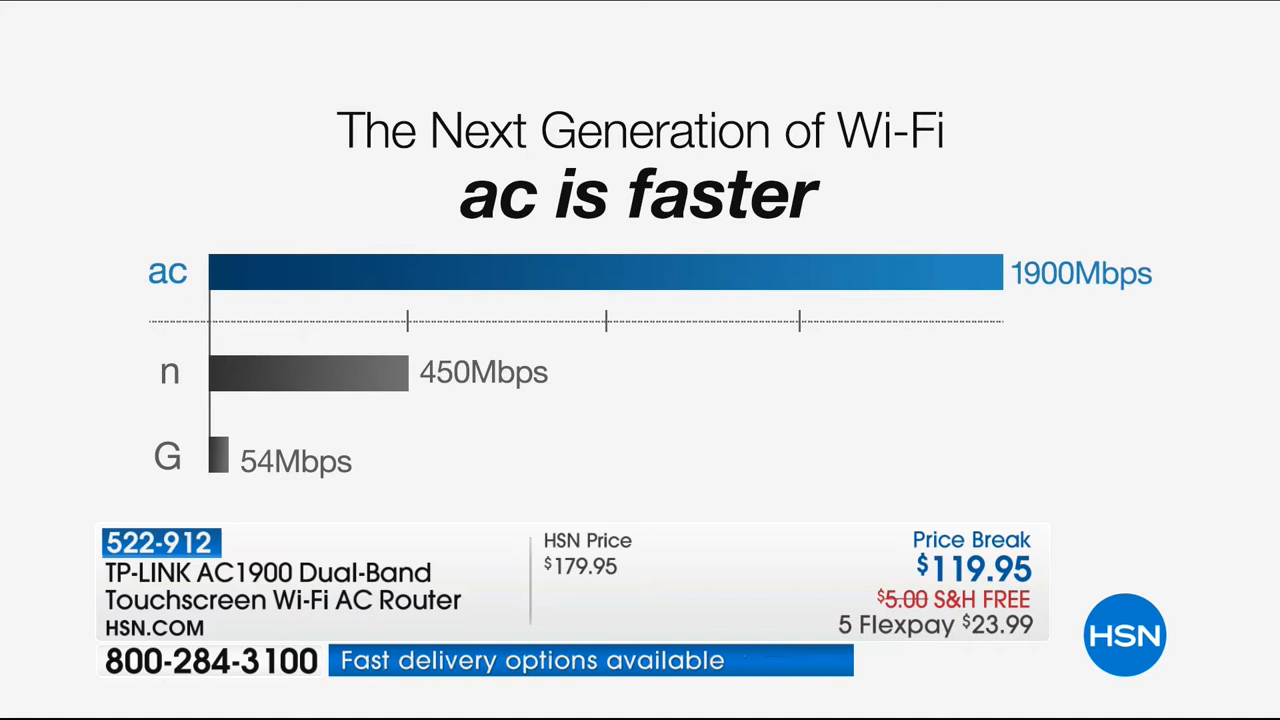 The Next Generation of Wi-Fi
ac is faster
ac 1900Mbps
n 450Mbps
G 54Mbps
522-912
TP-LINK AC1900 Dual-Band
Touchscreen Wi-Fi AC Router
HSN.COM
HSN Price
$179.95
Price Break
$119.95
$5.00 S&H FREE
5 Flexpay $23.99
800-284-3100
Fast delivery options available
HSN